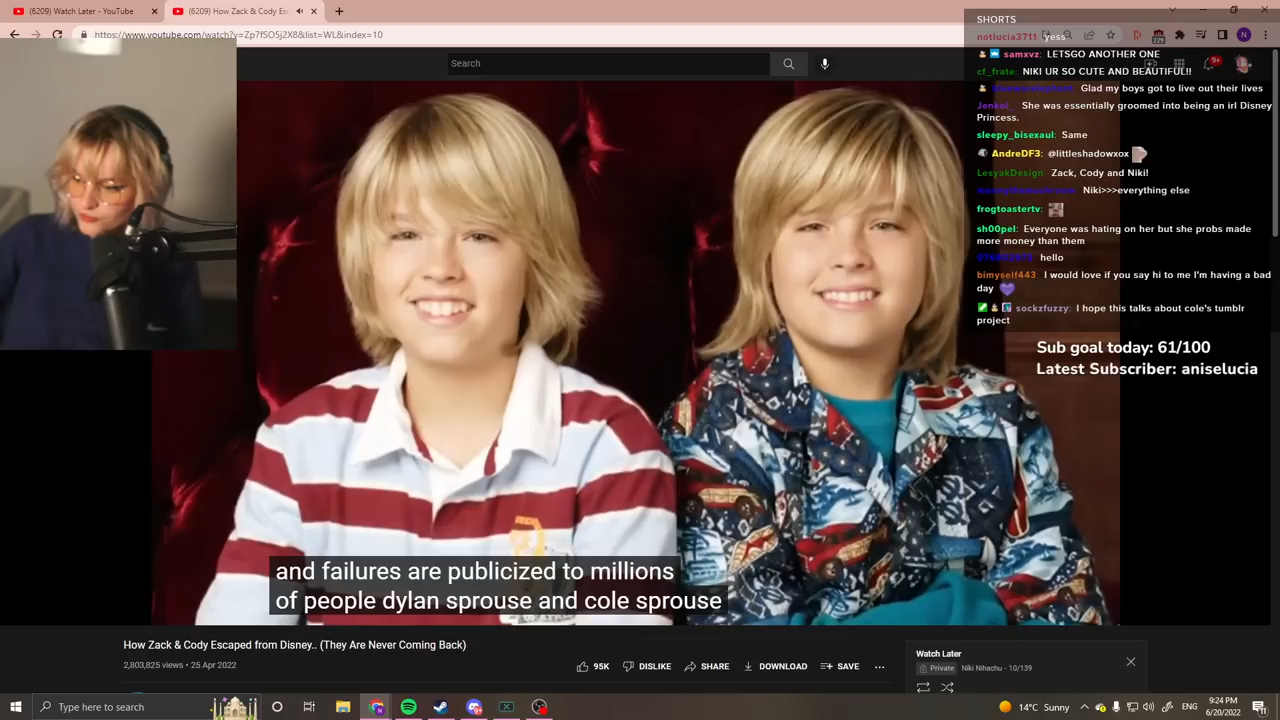 (6209) Watch Later - YouTube
(6209) How Zack & Cody Es
https://www.youtube.com/watch?v=Zp7fSO5j2X8&list=WL&index=10
Search
9+
229
N
SHORTS
notlucia3711: yess
samxvz: LETSGO ANOTHER ONE
cf_frate: NIKI UR SO CUTE AND BEAUTIFUL!!
Glad my boys got to live out their lives
Jenkol_: She was essentially groomed into being an irl Disney
Princess.
sleepy_bisexaul: Same
AndreDF3: @littleshadowxox
LesyakDesign: Zack, Cody and Niki!
Niki>>>everything else
frogtoastertv:
sh00pel: Everyone was hating on her but she probs made
more money than them
hello
bimyself443: I would love if you say hi to me I'm having a bad
day
sockzfuzzy: I hope this talks about cole's tumblr
project
Sub goal today: 61/100
Latest Subscriber: aniselucia
and failures are publicized to millions
of people dylan sprouse and cole sprouse
How Zack & Cody Escaped from Disney.. (They Are Never Coming Back)
2,803,825 views • 25 Apr 2022
95K DISLIKE SHARE DOWNLOAD SAVE ...
Watch Later
Private Niki Nihachu - 10/139
Type here to search
14°C Sunny
9:24 PM
6/20/2022
11